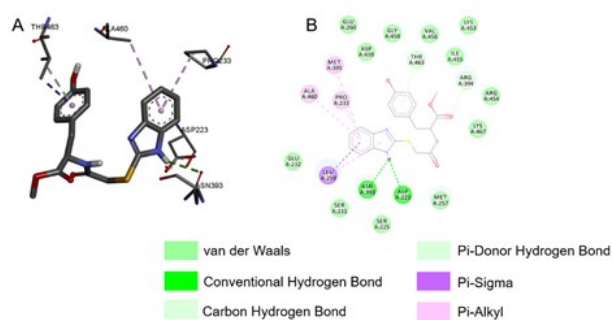 A
THR463
ALA460
PRO233
ASP223
ASN393
B
GLU
A:260
GLY
A:458
VAL
A:456
LYS
A:453
ASP
A:459
ILE
A:455
MET
A:395
THR
A:463
ARG
A:394
ALA
A:460
PRO
A:233
ARG
A:454
LYS
A:467
GLU
A:232
LEU
A:259
ASN
A:393
ASP
A:223
MET
A:257
SER
A:231
SER
A:225
van der Waals
Conventional Hydrogen Bond
Carbon Hydrogen Bond
Pi-Donor Hydrogen Bond
Pi-Sigma
Pi-Alkyl